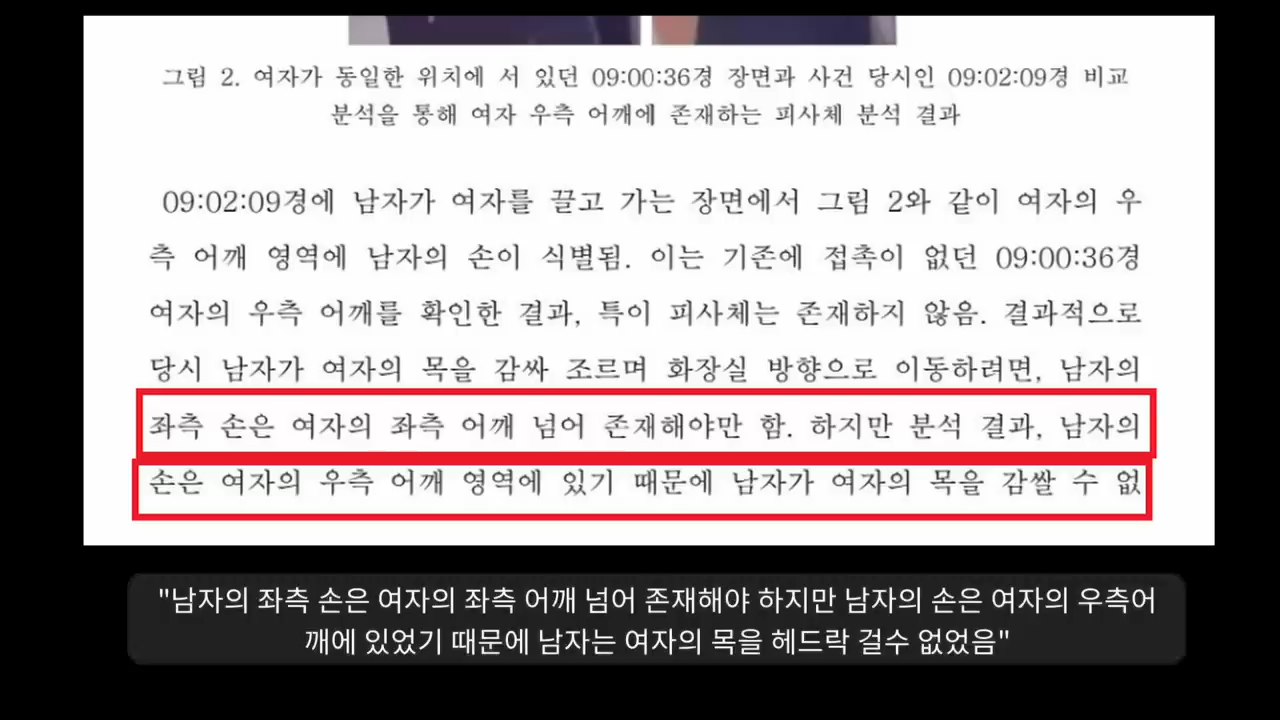 그림 2. 여자가 동일한 위치에 서 있던 09:00:36경 장면과 사건 당시인 09:02:09경 비교
분석을 통해 여자 우측 어깨에 존재하는 피사체 분석 결과
09:02:09경에 남자가 여자를 끌고 가는 장면에서 그림 2와 같이 여자의 우
측 어깨 영역에 남자의 손이 식별됨. 이는 기존에 접촉이 없던 09:00:36경
여자의 우측 어깨를 확인한 결과, 특이 피사체는 존재하지 않음. 결과적으로
당시 남자가 여자의 목을 감싸 조르며 화장실 방향으로 이동하려면, 남자의
좌측 손은 여자의 좌측 어깨 넘어 존재해야만 함. 하지만 분석 결과, 남자의
손은 여자의 우측 어깨 영역에 있기 때문에 남자가 여자의 목을 감쌀 수 없
"남자의 좌측 손은 여자의 좌측 어깨 넘어 존재해야 하지만 남자의 손은 여자의 우측어
깨에 있었기 때문에 남자는 여자의 목을 헤드락 걸수 없었음"